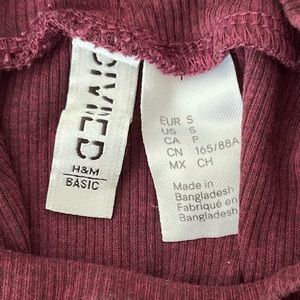 DIVIDED
H&M
BASIC
EUR S
US S
CA P
CN 165/88A
MX CH
Made in
Bangladesh
Fabriqué en
Bangladesh